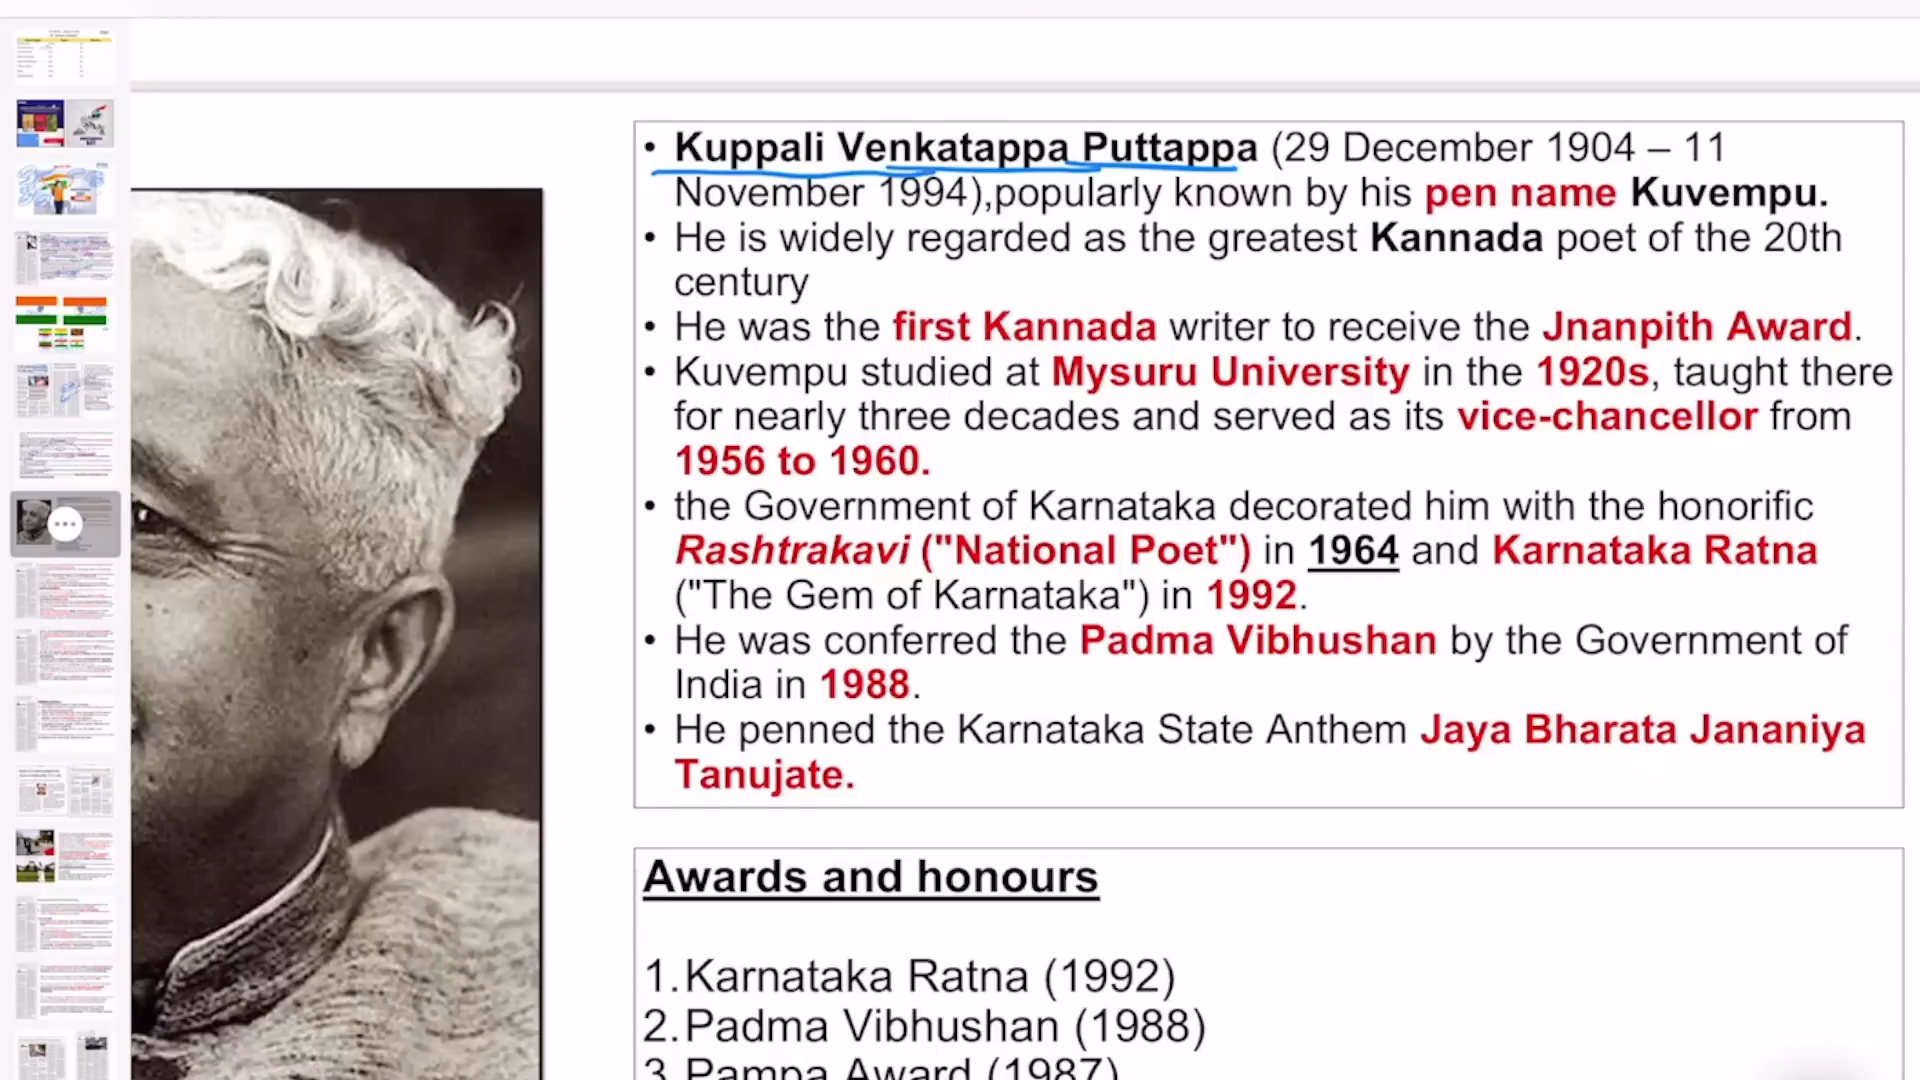 • Kuppali Venkatappa Puttappa (29 December 1904 – 11
November 1994),popularly known by his pen name Kuvempu.
• He is widely regarded as the greatest Kannada poet of the 20th
century
• He was the first Kannada writer to receive the Jnanpith Award.
• Kuvempu studied at Mysuru University in the 1920s, taught there
for nearly three decades and served as its vice-chancellor from
1956 to 1960.
• the Government of Karnataka decorated him with the honorific
Rashtrakavi ("National Poet") in 1964 and Karnataka Ratna
("The Gem of Karnataka") in 1992.
• He was conferred the Padma Vibhushan by the Government of
India in 1988.
• He penned the Karnataka State Anthem Jaya Bharata Jananiya
Tanujate.
Awards and honours
1.Karnataka Ratna (1992)
2.Padma Vibhushan (1988)
3.Pampa Award (1987)